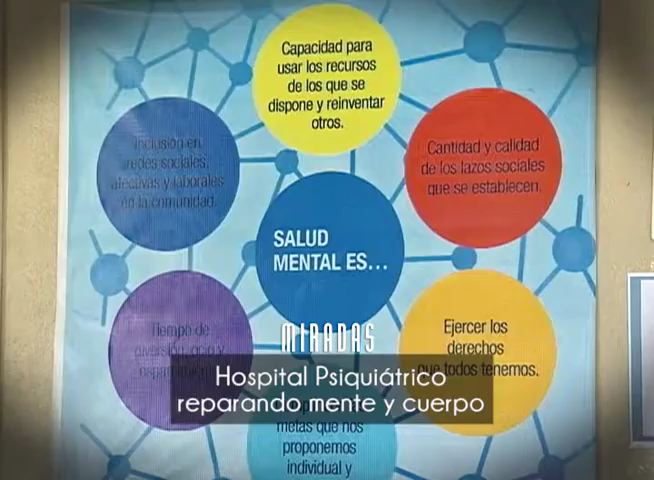 Capacidad para
usar los recursos
de los que se
dispone y reinventar
otros.
Inclusión en
redes sociales,
afectivas y laborales
en la comunidad.
Cantidad y calidad
de los lazos sociales
que se establecen.
SALUD
MENTAL ES...
Tiempo de
diversión, ocio y
Ejercer los
derechos
que todos tenemos.
MIRADAS
Hospital Psiquiátrico
reparando mente y cuerpo
metas que nos
proponemos
individual y